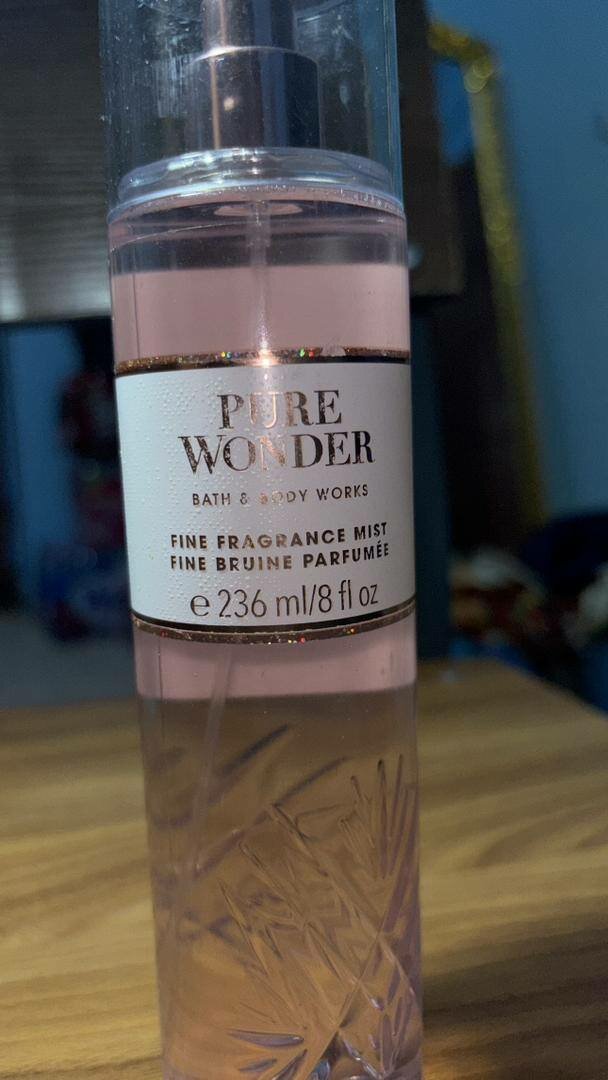 PURE
WONDER
BATH & BODY WORKS
FINE FRAGRANCE MIST
FINE BRUINE PARFUMÉE
℮ 236 ml/8 fl oz